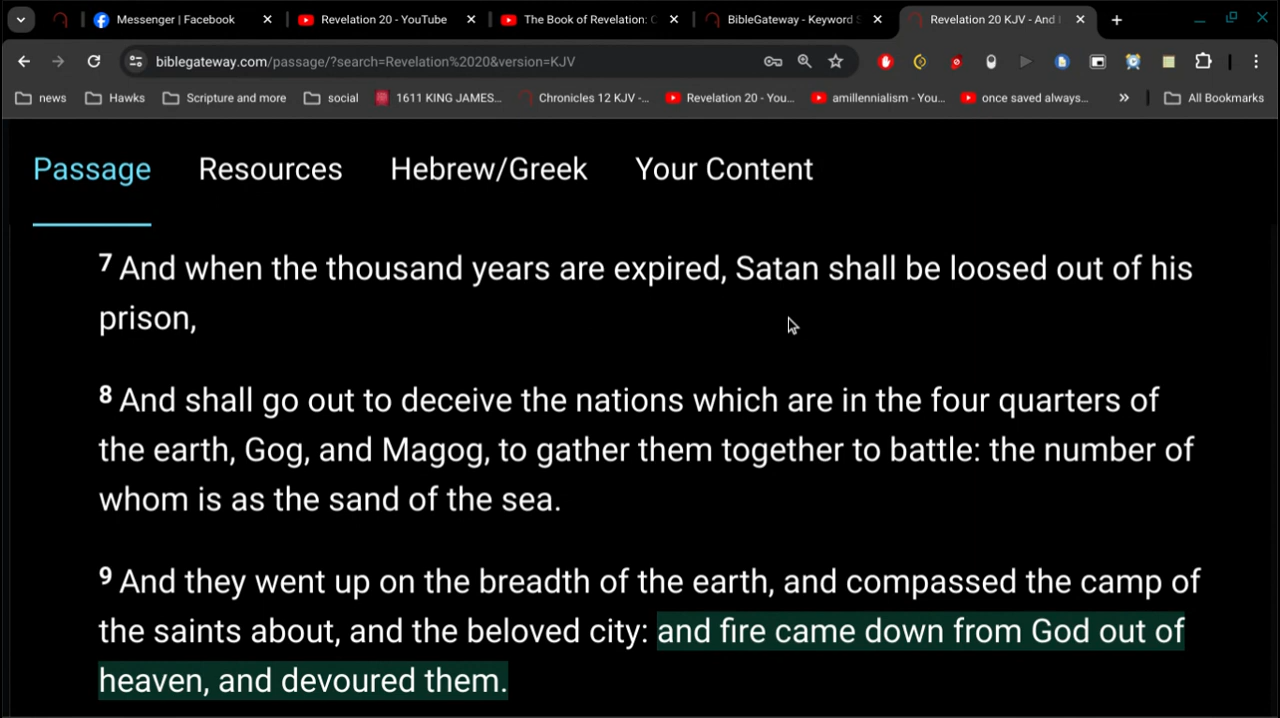 Messenger | Facebook
Revelation 20 - YouTube
The Book of Revelation: C
BibleGateway - Keyword S
Revelation 20 KJV - And I
biblegateway.com/passage/?search=Revelation%2020&version=KJV
news
Hawks
Scripture and more
social
1611 KING JAMES...
Chronicles 12 KJV -...
Revelation 20 - You...
amillennialism - You...
once saved always...
All Bookmarks
Passage
Resources
Hebrew/Greek
Your Content
7 And when the thousand years are expired, Satan shall be loosed out of his
prison,
8 And shall go out to deceive the nations which are in the four quarters of
the earth, Gog, and Magog, to gather them together to battle: the number of
whom is as the sand of the sea.
9 And they went up on the breadth of the earth, and compassed the camp of
the saints about, and the beloved city: and fire came down from God out of
heaven, and devoured them.